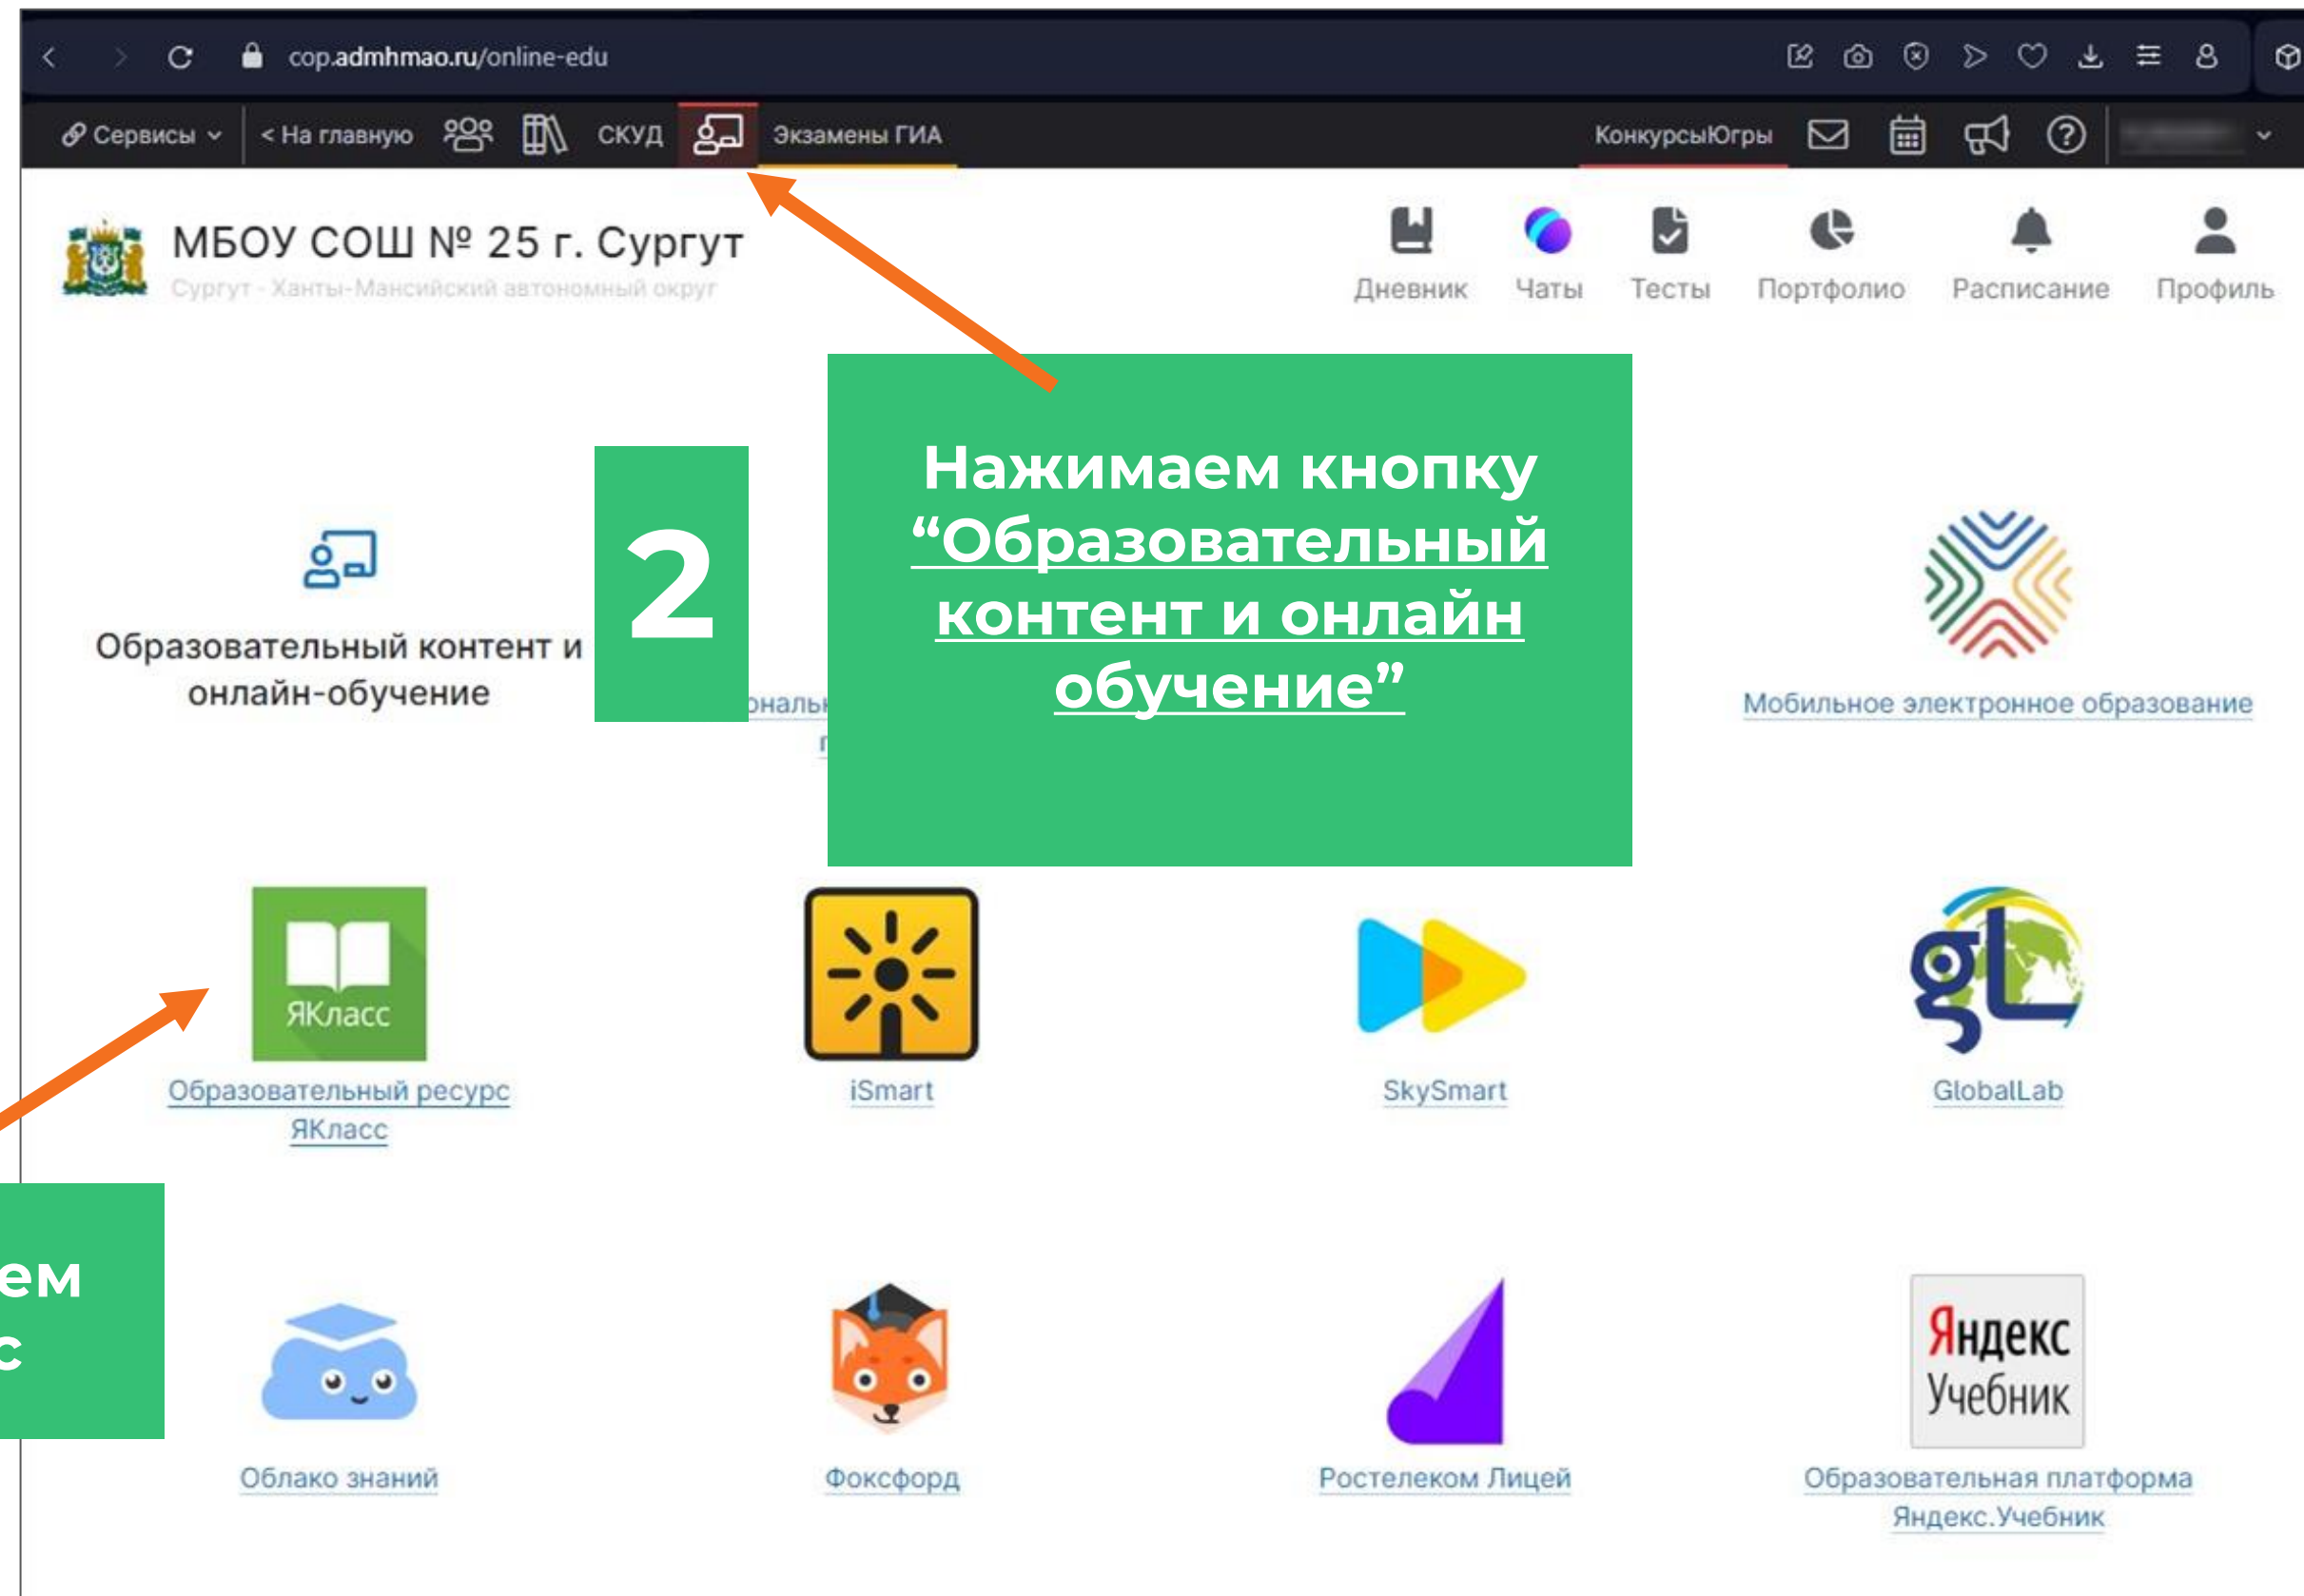 cop.admhmao.ru/online-edu
Сервисы
< На главную
СКУД
Экзамены ГИА
КонкурсыЮгры
МБОУ СОШ № 25 г. Сургут
Сургут - Ханты-Мансийский автономный округ
Дневник
Чаты
Тесты
Портфолио
Расписание
Профиль
2
Нажимаем кнопку
“Образовательный
контент и онлайн
обучение”
Образовательный контент и
онлайн-обучение
Мобильное электронное образование
ЯКласс
Образовательный ресурс
ЯКласс
iSmart
SkySmart
gL
GlobalLab
Облако знаний
Фоксфорд
Ростелеком Лицей
Яндекс
Учебник
Образовательная платформа
Яндекс.Учебник